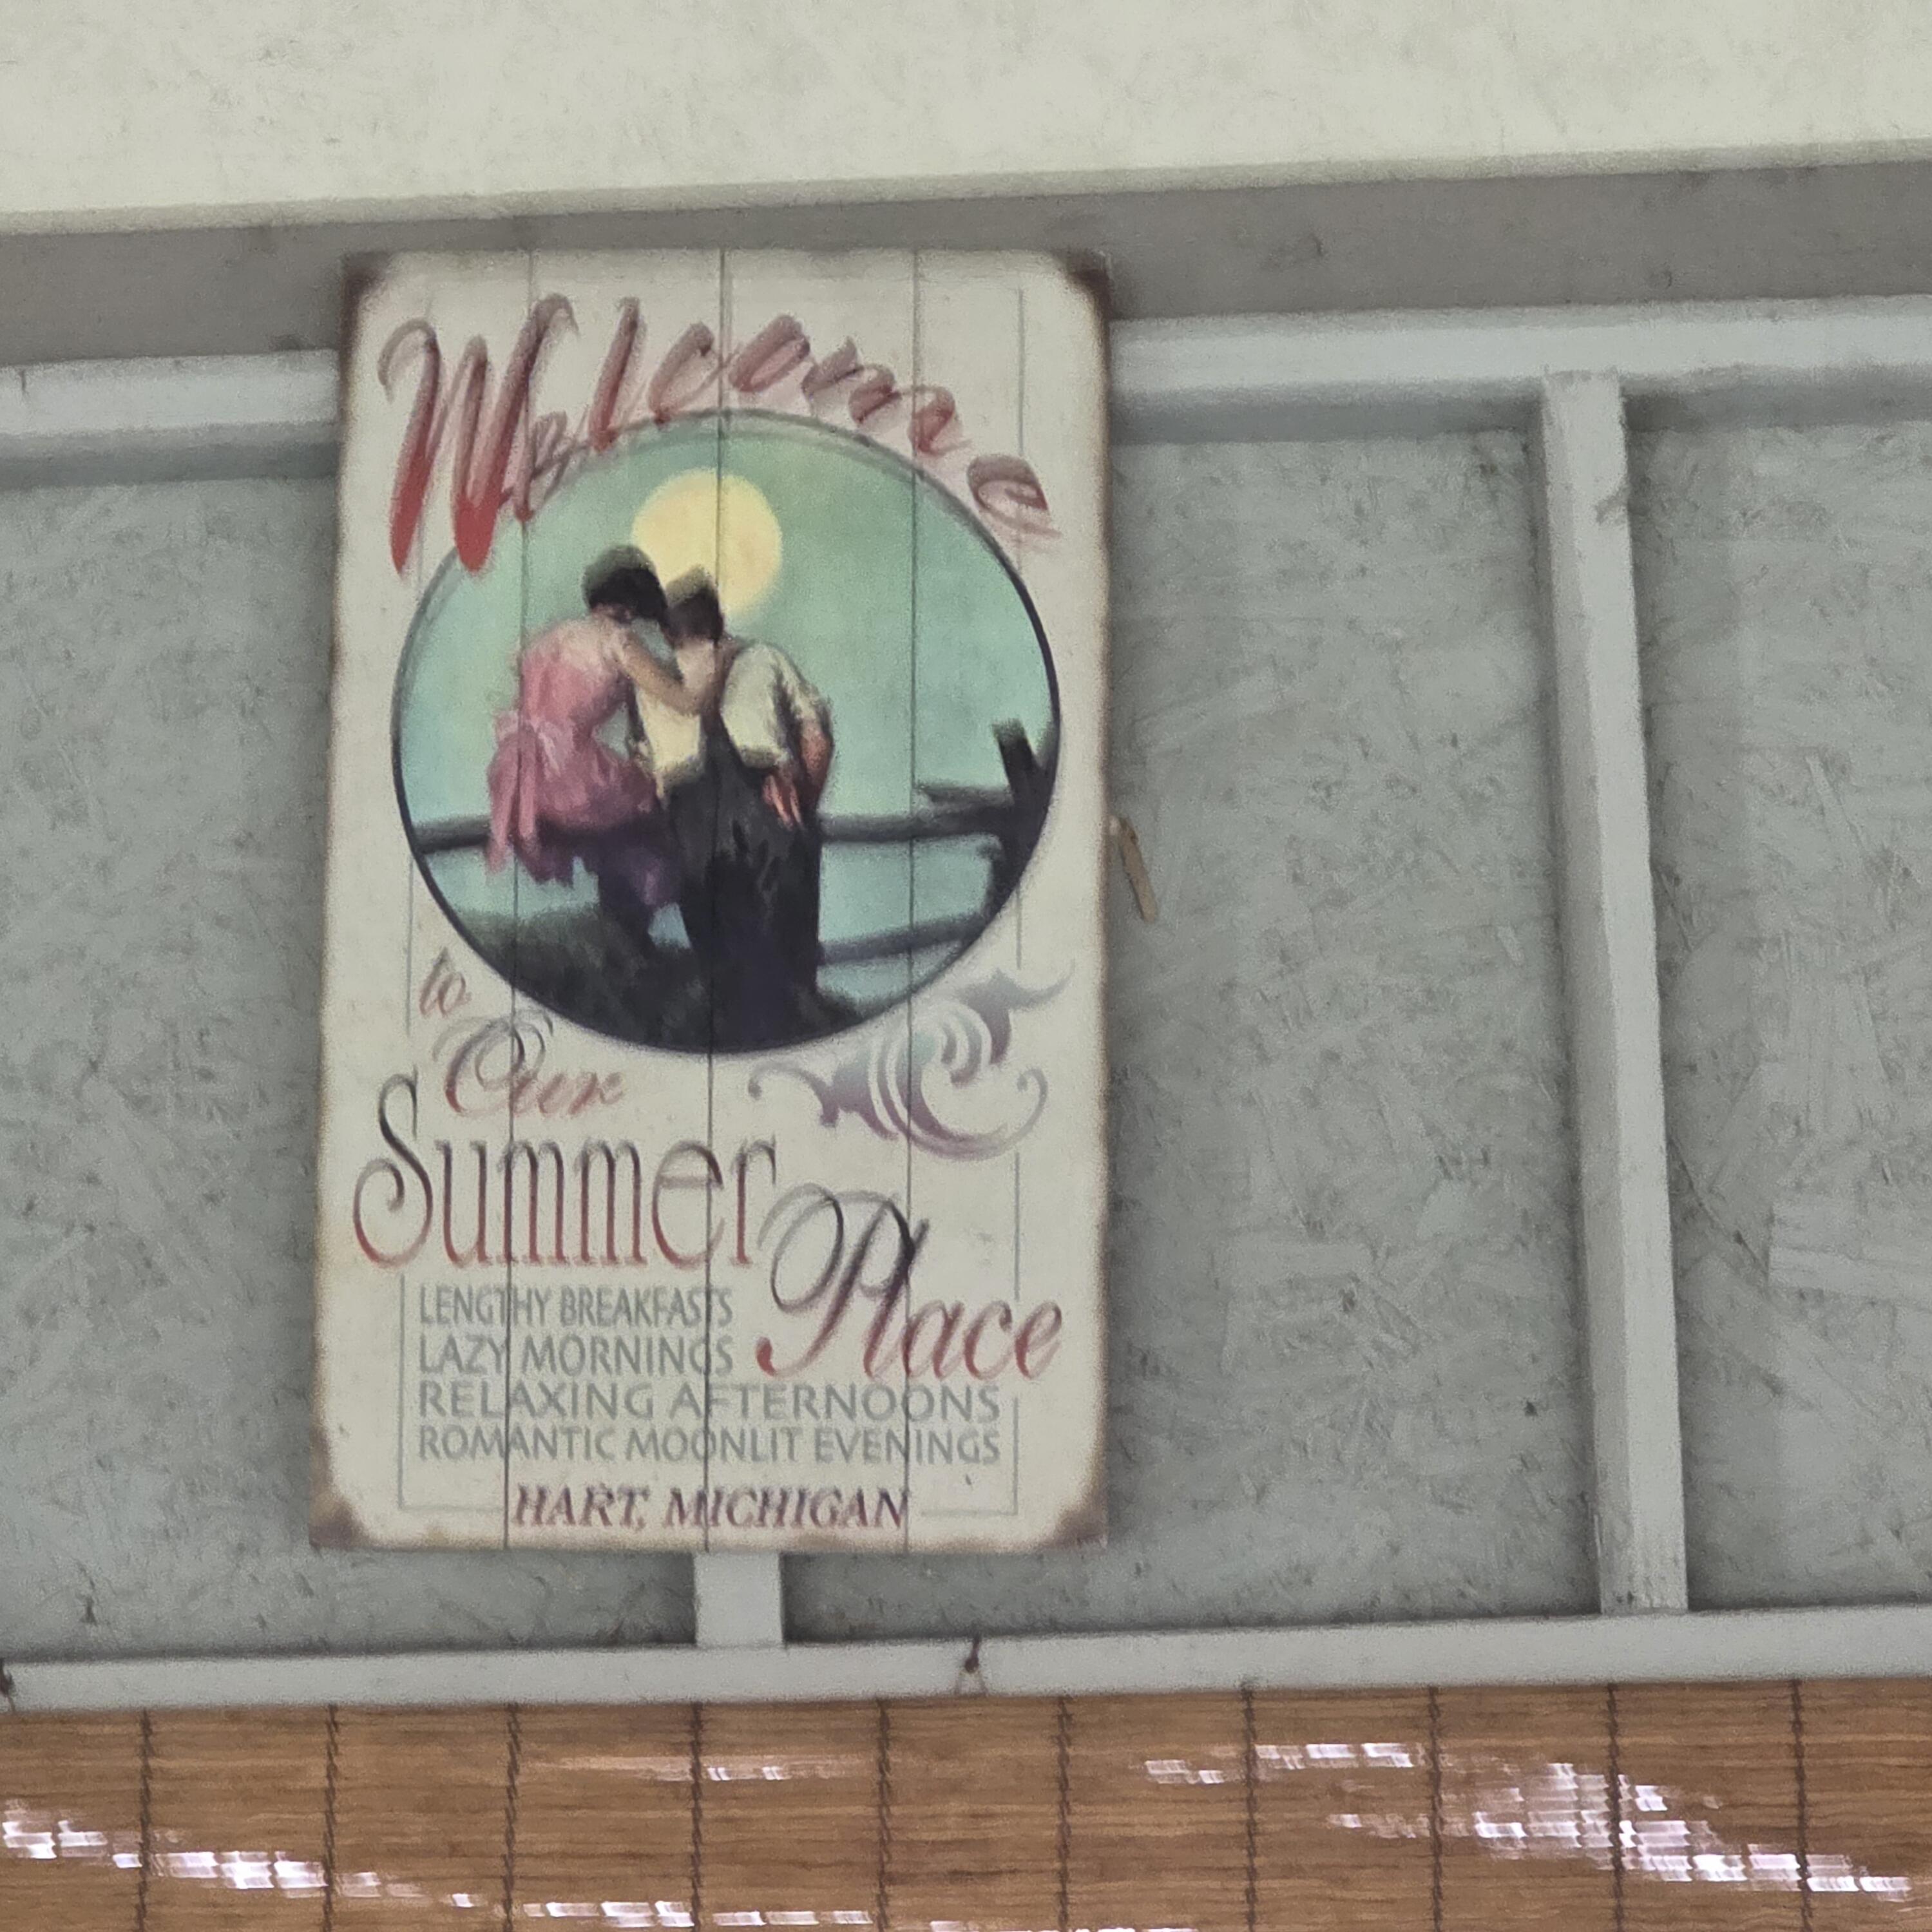 Welcome
to
Our
Summer
Place
LENGTHY BREAKFASTS
LAZY MORNINGS
RELAXING AFTERNOONS
ROMANTIC MOONLIT EVENINGS
HART, MICHIGAN